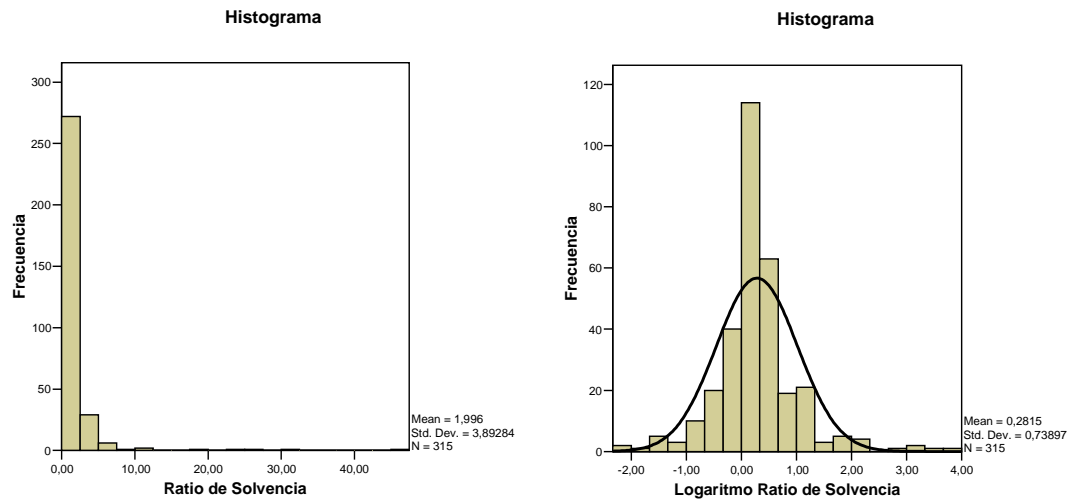 Histograma
300
250
200
150
100
50
0
Frecuencia
0,00 10,00 20,00 30,00 40,00
Ratio de Solvencia
Mean = 1,996
Std. Dev. = 3,89284
N = 315
Histograma
120
100
80
60
40
20
0
Frecuencia
-2,00 -1,00 0,00 1,00 2,00 3,00 4,00
Logaritmo Ratio de Solvencia
Mean = 0,2815
Std. Dev. = 0,73897
N = 315